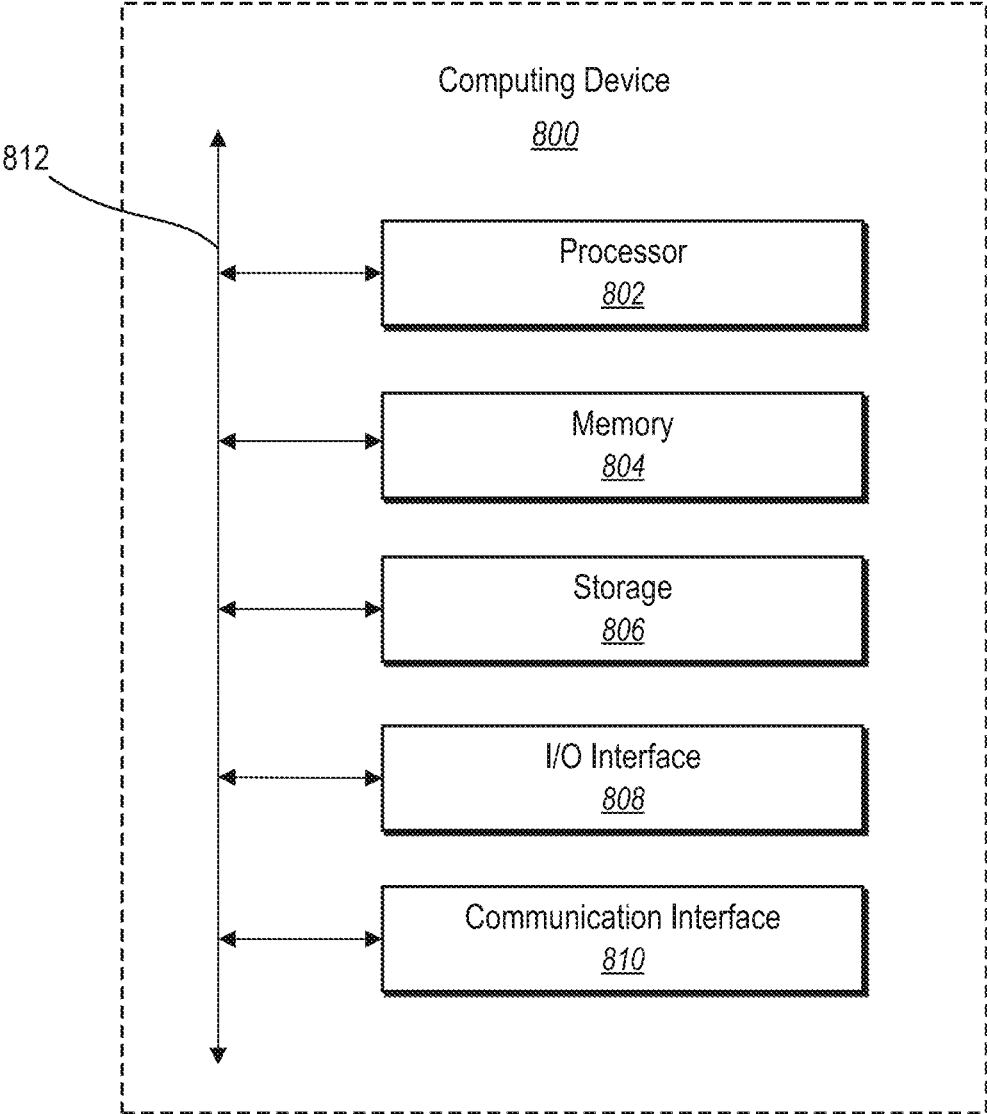 Computing Device
800
812
Processor
802
Memory
804
Storage
806
I/O Interface
808
Communication Interface
810